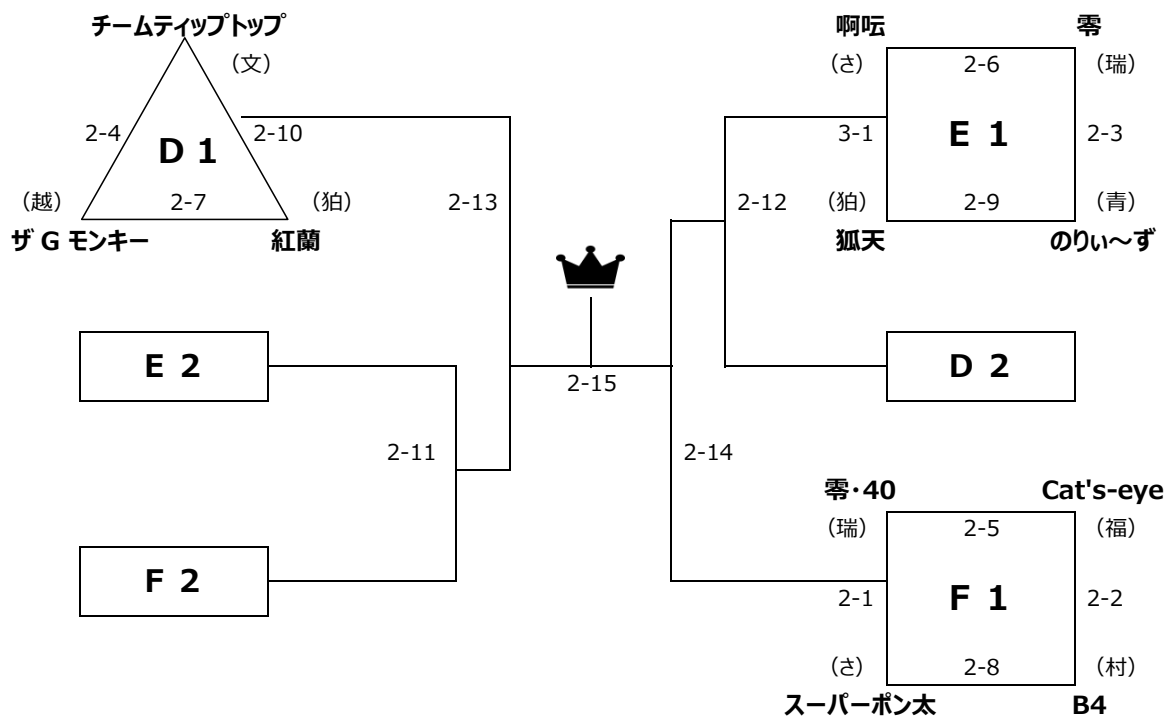 チームティップトップ
（文）
2-4
D 1
2-10
（越）
2-7
（狛）
ザ G モンキー
紅蘭
2-13
E 2
2-11
F 2
2-15
啊呍
零
（さ）
2-6
（瑞）
3-1
E 1
2-3
2-12
（狛）
2-9
（青）
狐天
のりぃ～ず
D 2
2-14
零・40
Cat's-eye
（瑞）
2-5
（福）
2-1
F 1
2-2
（さ）
2-8
（村）
スーパーポン太
B4